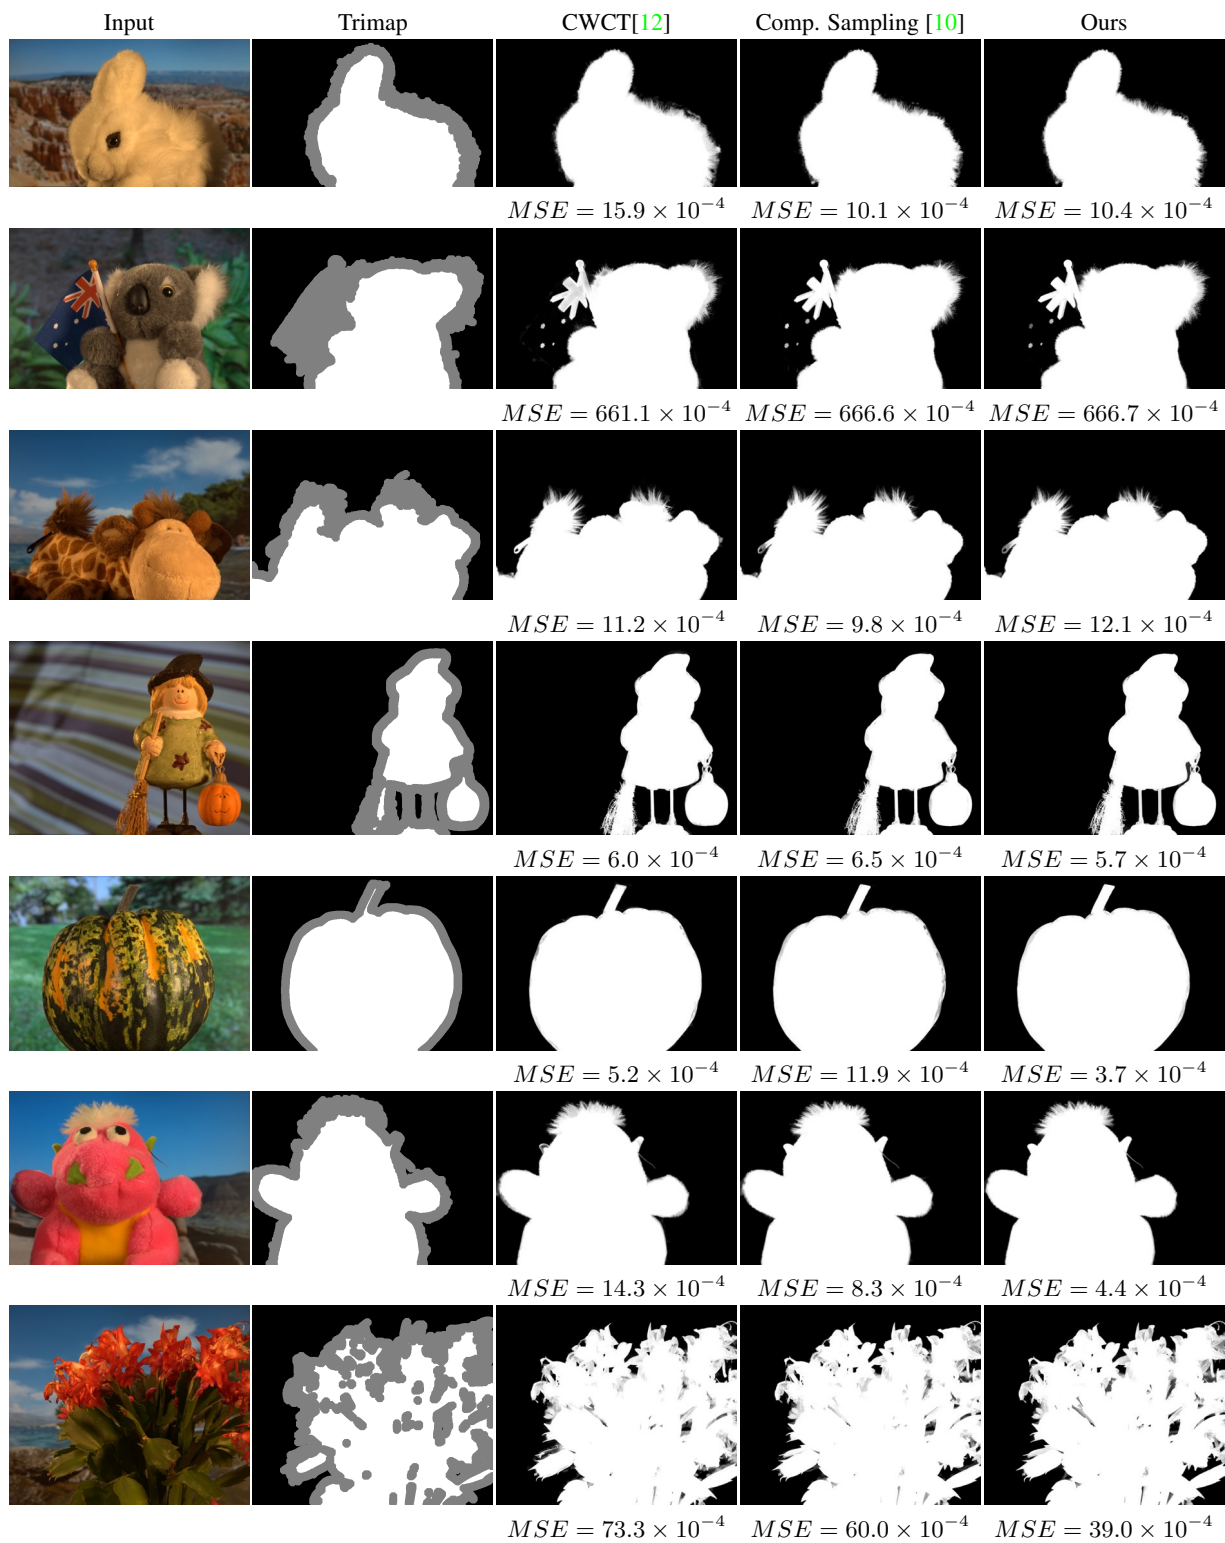 Input Trimap CWCT[12] Comp. Sampling [10] Ours
MSE = 15.9 × 10⁻⁴ MSE = 10.1 × 10⁻⁴ MSE = 10.4 × 10⁻⁴
MSE = 661.1 × 10⁻⁴ MSE = 666.6 × 10⁻⁴ MSE = 666.7 × 10⁻⁴
MSE = 11.2 × 10⁻⁴ MSE = 9.8 × 10⁻⁴ MSE = 12.1 × 10⁻⁴
MSE = 6.0 × 10⁻⁴ MSE = 6.5 × 10⁻⁴ MSE = 5.7 × 10⁻⁴
MSE = 5.2 × 10⁻⁴ MSE = 11.9 × 10⁻⁴ MSE = 3.7 × 10⁻⁴
MSE = 14.3 × 10⁻⁴ MSE = 8.3 × 10⁻⁴ MSE = 4.4 × 10⁻⁴
MSE = 73.3 × 10⁻⁴ MSE = 60.0 × 10⁻⁴ MSE = 39.0 × 10⁻⁴